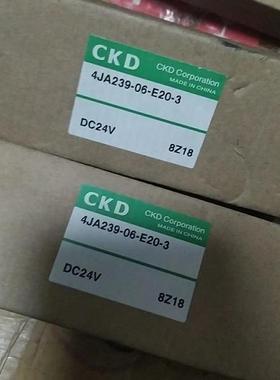 CKD CKD Corporation
MADE IN CHINA
4JA239-06-E20-3
DC24V 8Z18
CKD CKD Corporation
MADE IN CHINA
4JA239-06-E20-3
DC24V 8Z18